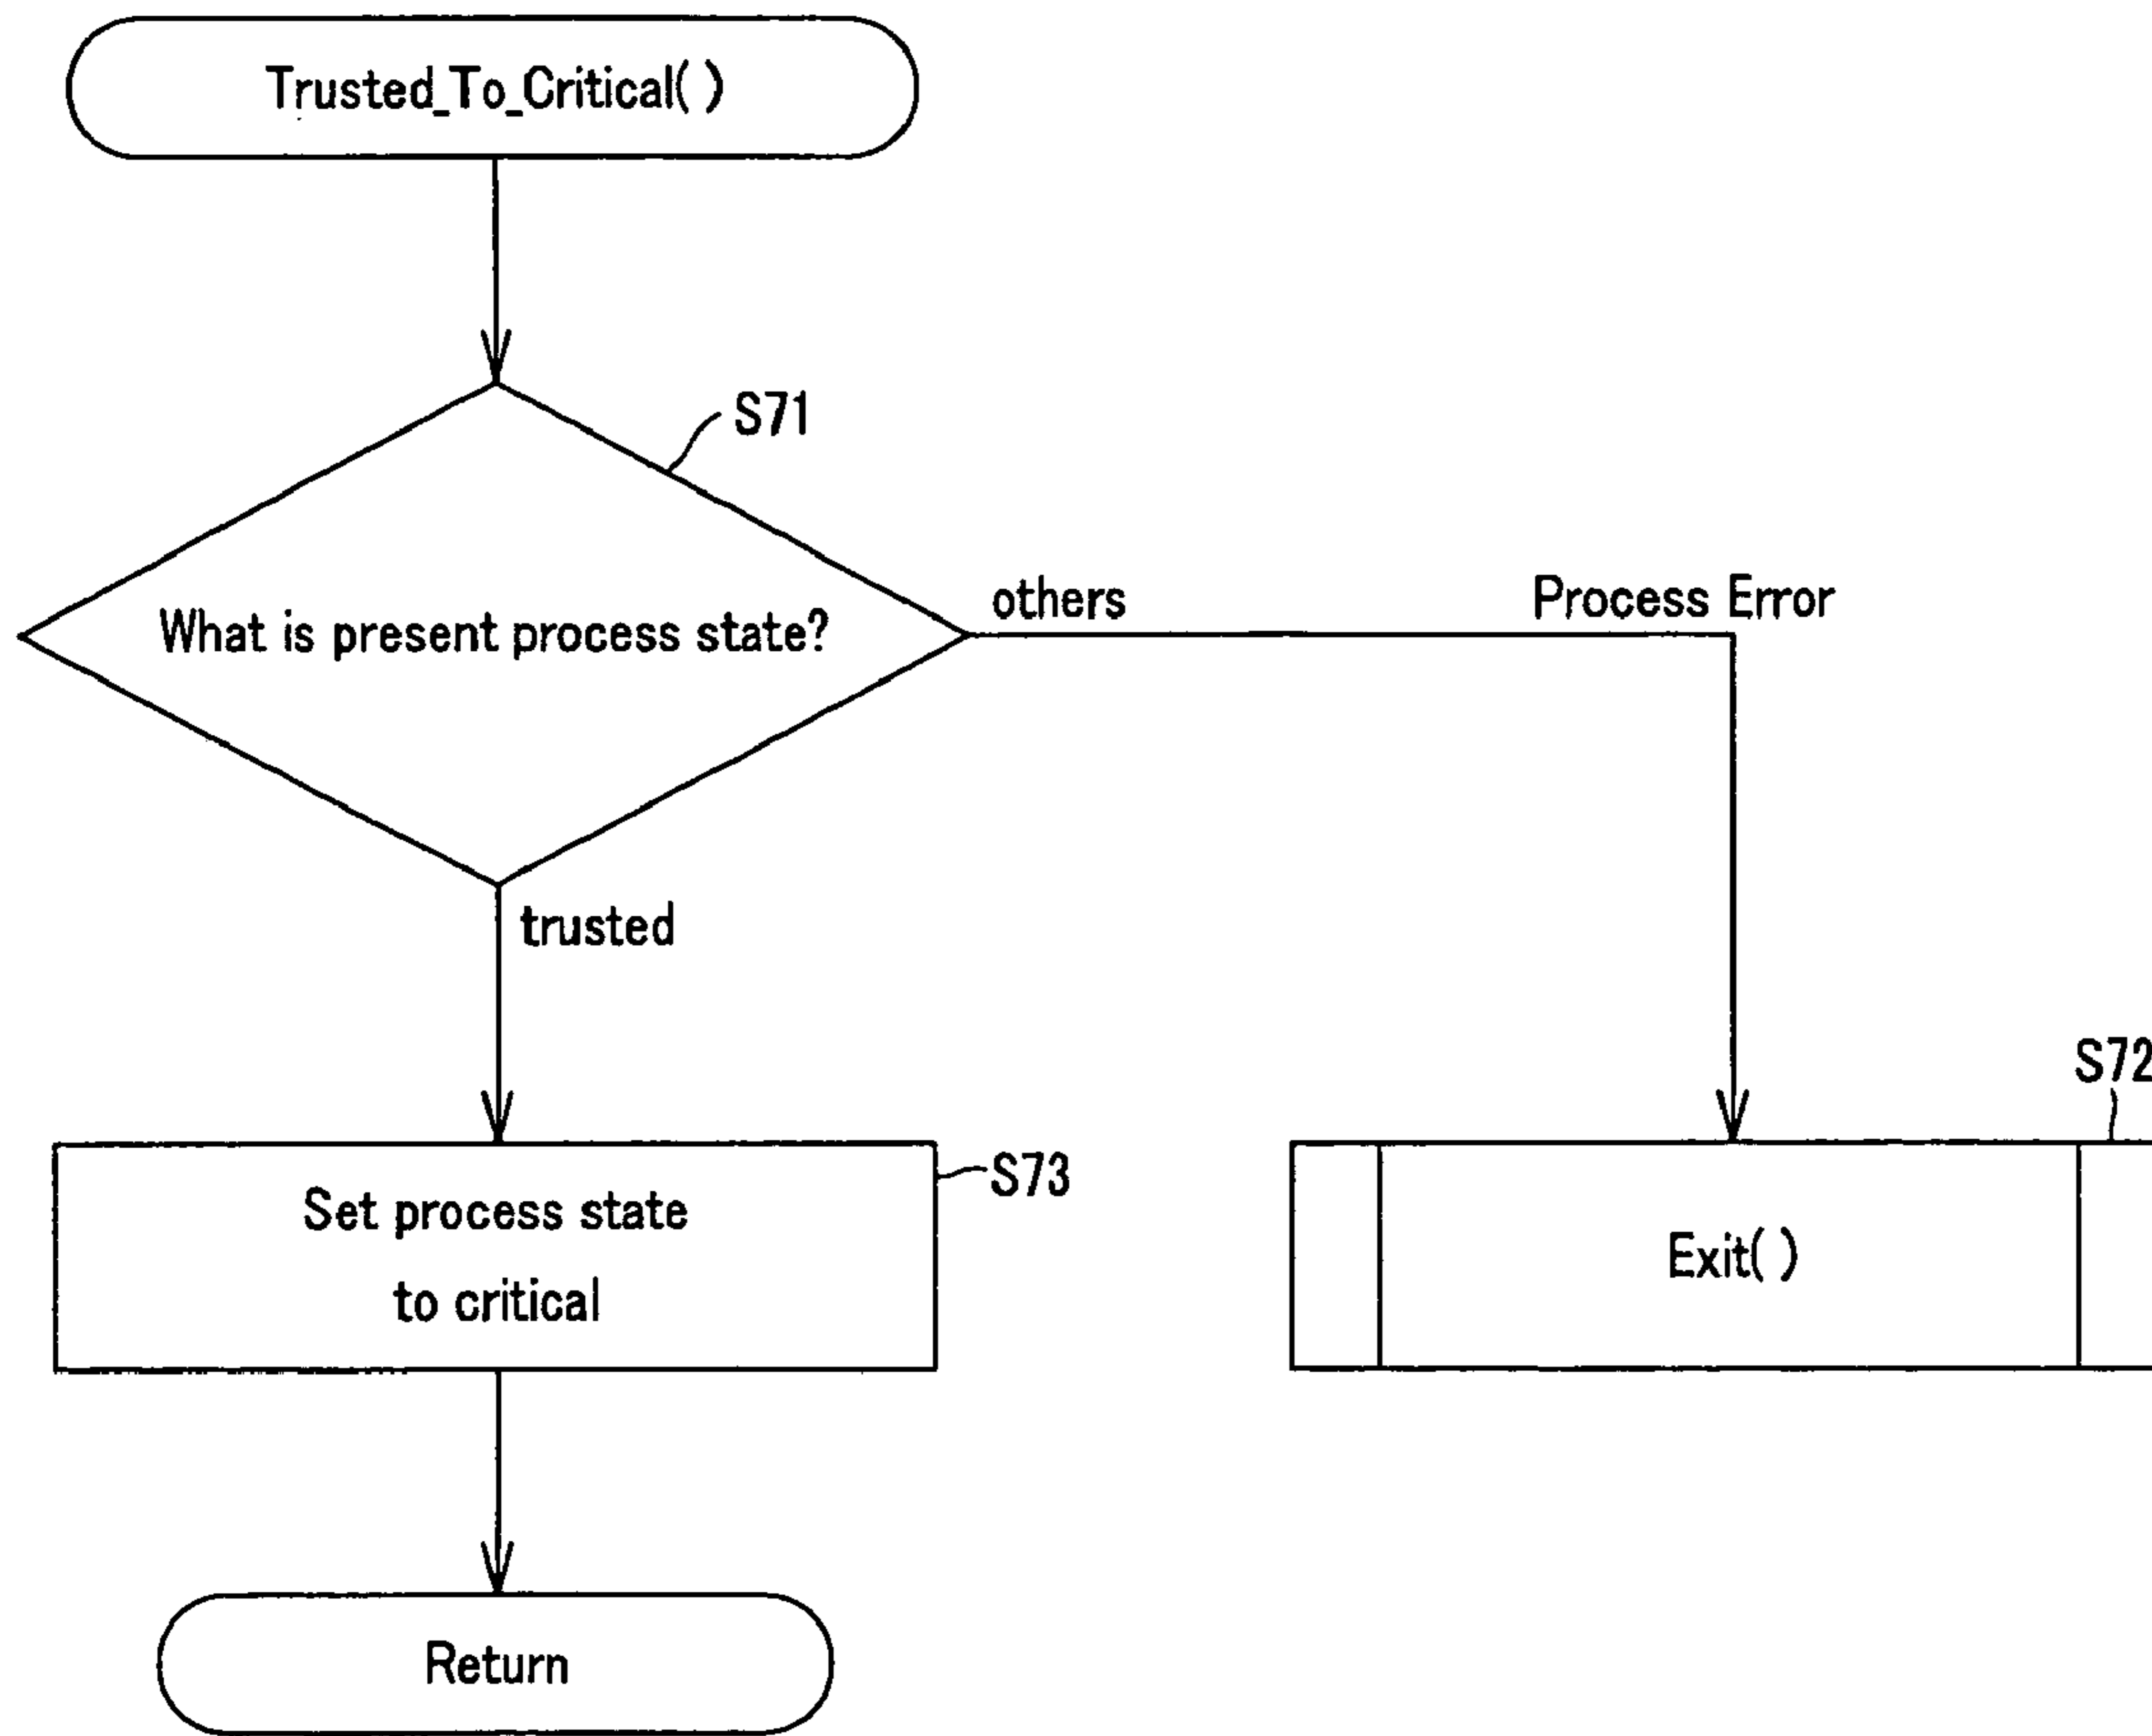 Trusted_To_Critical( )
S71
What is present process state?
others
Process Error
trusted
S72
S73
Set process state
to critical
Exit( )
Return